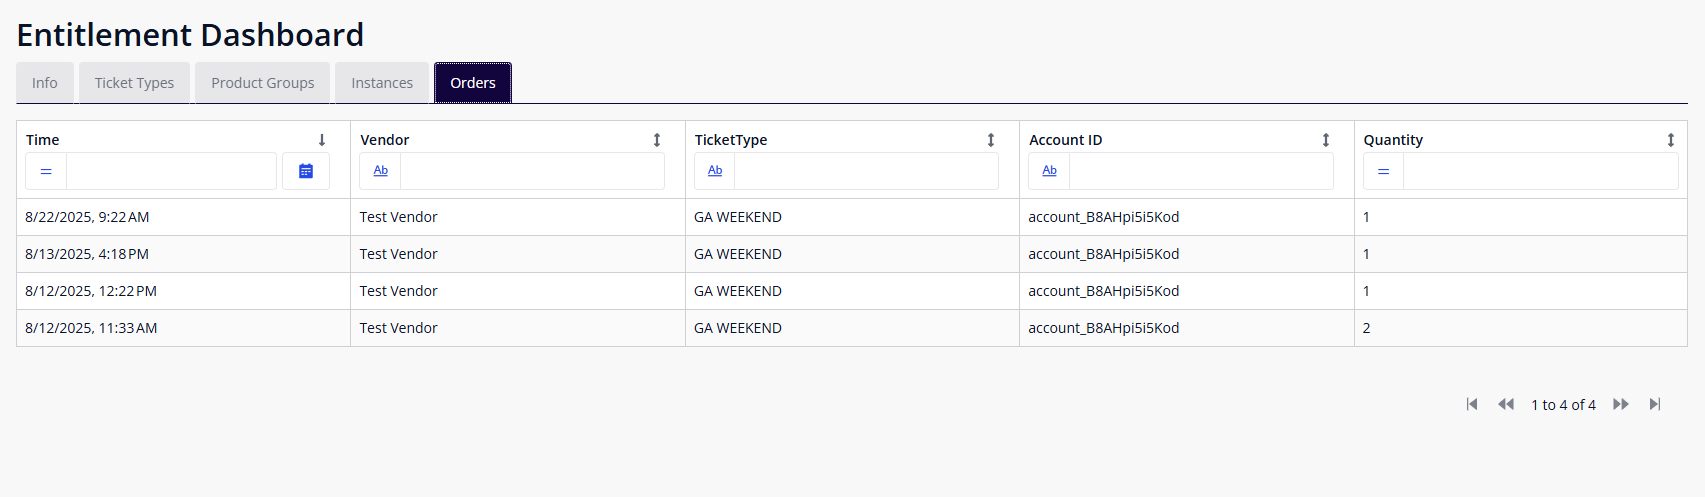 Entitlement Dashboard
Info Ticket Types Product Groups Instances Orders
Time Vendor TicketType Account ID Quantity
= Ab Ab Ab =
8/22/2025, 9:22 AM Test Vendor GA WEEKEND account_B8AHpi5i5Kod 1
8/13/2025, 4:18 PM Test Vendor GA WEEKEND account_B8AHpi5i5Kod 1
8/12/2025, 12:22 PM Test Vendor GA WEEKEND account_B8AHpi5i5Kod 1
8/12/2025, 11:33 AM Test Vendor GA WEEKEND account_B8AHpi5i5Kod 2
1 to 4 of 4